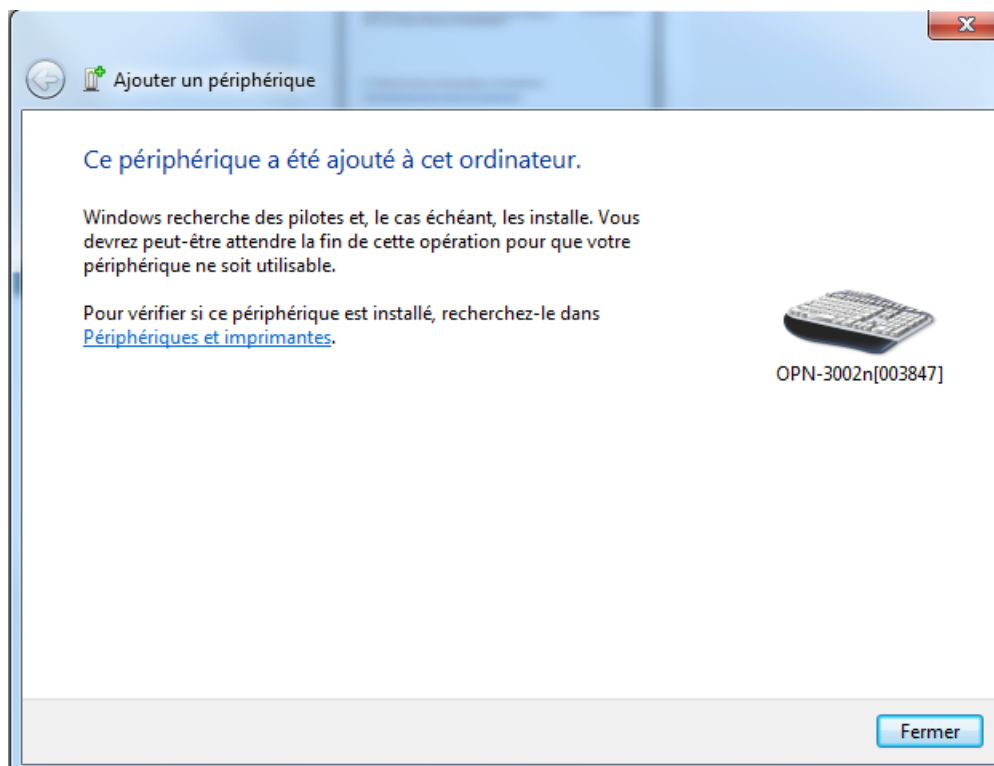 Ajouter un périphérique
Ce périphérique a été ajouté à cet ordinateur.
Windows recherche des pilotes et, le cas échéant, les installe. Vous
devrez peut-être attendre la fin de cette opération pour que votre
périphérique ne soit utilisable.
Pour vérifier si ce périphérique est installé, recherchez-le dans
Périphériques et imprimantes.
OPN-3002n[003847]
Fermer